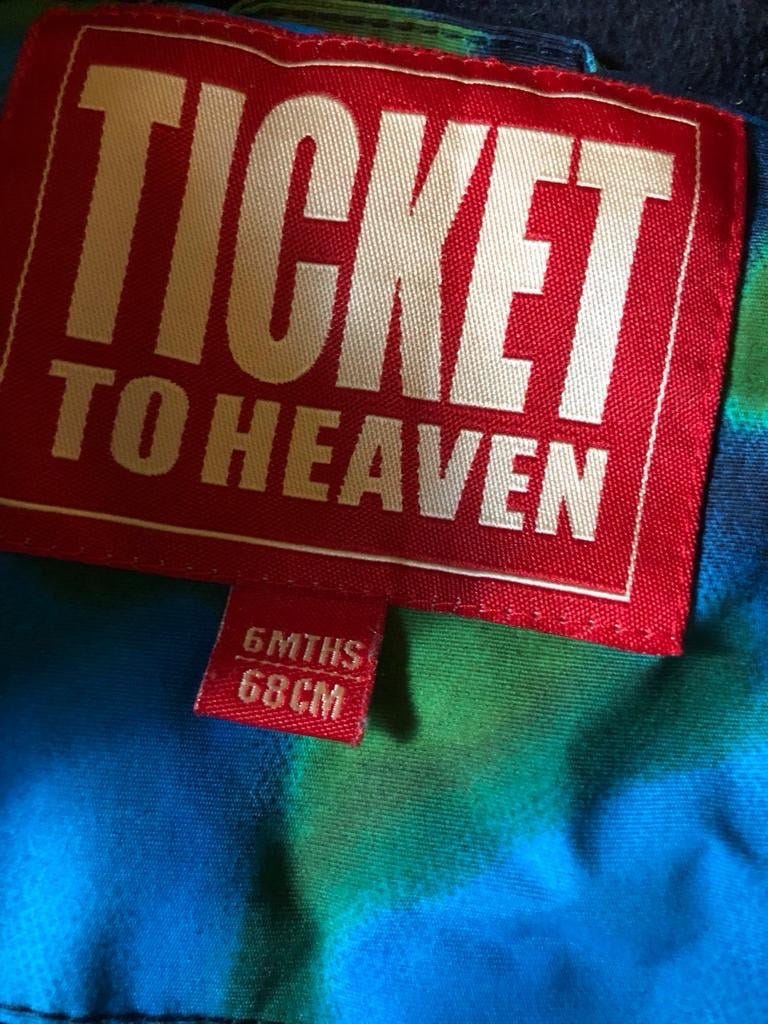 TICKET
TO HEAVEN
6MTHS
68CM